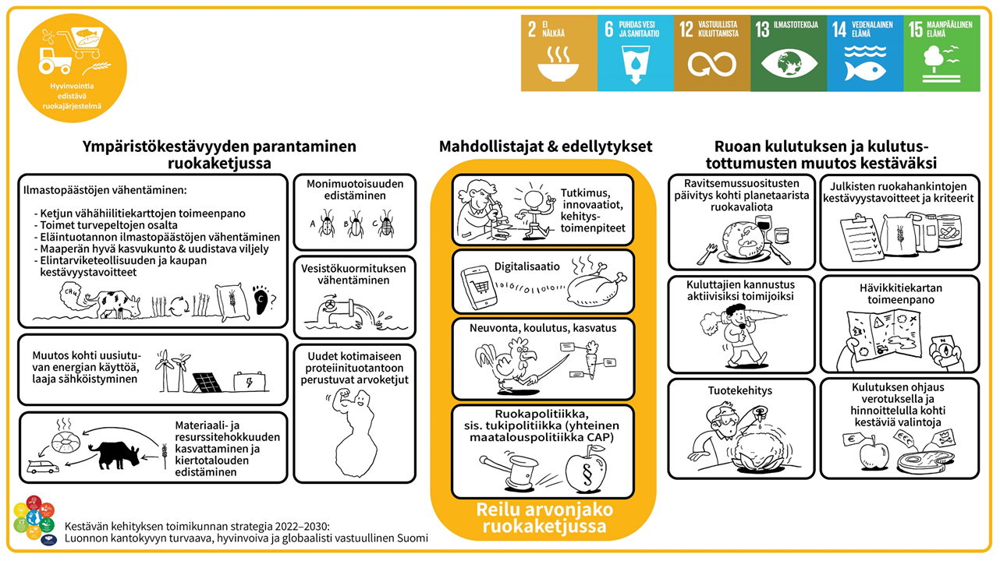 Hyvinvointia
edistävä
ruokajärjestelmä
2 EI
NÄLKÄÄ
6 PUHDAS VESI
JA SANITAATIO
12 VASTUULLISTA
KULUTTAMISTA
13 ILMASTOTEKOJA
14 VEDENALAINEN
ELÄMÄ
15 MAANPÄÄLLINEN
ELÄMÄ
Ympäristökestävyyden parantaminen
ruokaketjussa
Ilmastopäästöjen vähentäminen:
- Ketjun vähähiilitiekarttojen toimeenpano
- Toimet turvepeltojen osalta
- Eläintuotannon ilmastopäästöjen vähentäminen
- Maaperän hyvä kasvukunto & uudistava viljely
- Elintarviketeollisuuden ja kaupan
kestävyystavoitteet
CH4
C
?
Monimuotoisuuden
edistäminen
A B C
Vesistökuormituksen
vähentäminen
Muutos kohti uusiutu-
van energian käyttöä,
laaja sähköistyminen
Uudet kotimaiseen
proteiinituotantoon
perustuvat arvoketjut
Materiaali- ja
resurssitehokkuuden
kasvattaminen ja
kiertotalouden
edistäminen
Mahdollistajat & edellytykset
Tutkimus,
innovaatiot,
kehitys-
toimenpiteet
Digitalisaatio
Neuvonta, koulutus, kasvatus
Ruokapolitiikka,
sis. tukipolitiikka (yhteinen
maatalouspolitiikka CAP)
§
Reilu arvonjako
ruokaketjussa
Ruoan kulutuksen ja kulutus-
tottumusten muutos kestäväksi
Ravitsemussuositusten
päivitys kohti planetaarista
ruokavaliota
Julkisten ruokahankintojen
kestävyystavoitteet ja kriteerit
Kuluttajien kannustus
aktiivisiksi toimijoiksi
Hävikkitiekartan
toimeenpano
N
Tuotekehitys
Kulutuksen ohjaus
verotuksella ja
hinnoittelulla kohti
kestäviä valintoja
€
€€
Kestävän kehityksen toimikunnan strategia 2022–2030:
Luonnon kantokyvyn turvaava, hyvinvoiva ja globaalisti vastuullinen Suomi